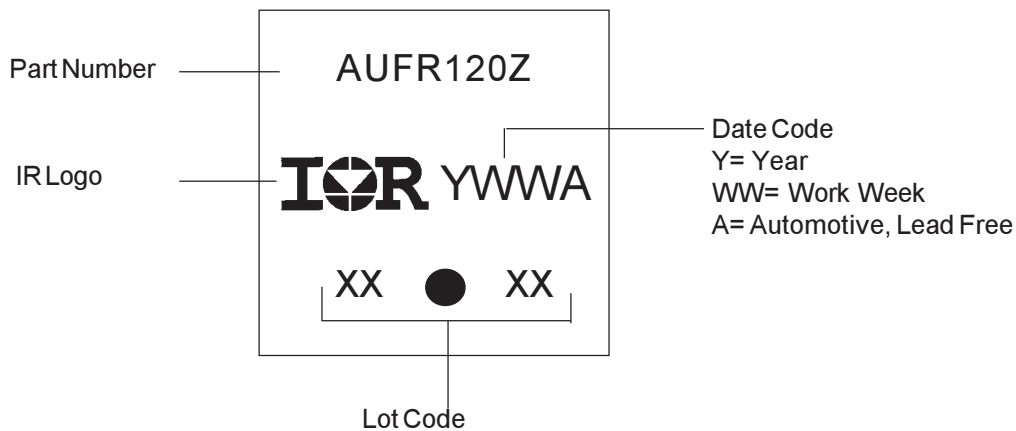 Part Number
AUFR120Z
IR Logo
IOR YWWA
Date Code
Y= Year
WW= Work Week
A= Automotive, Lead Free
XX XX
Lot Code